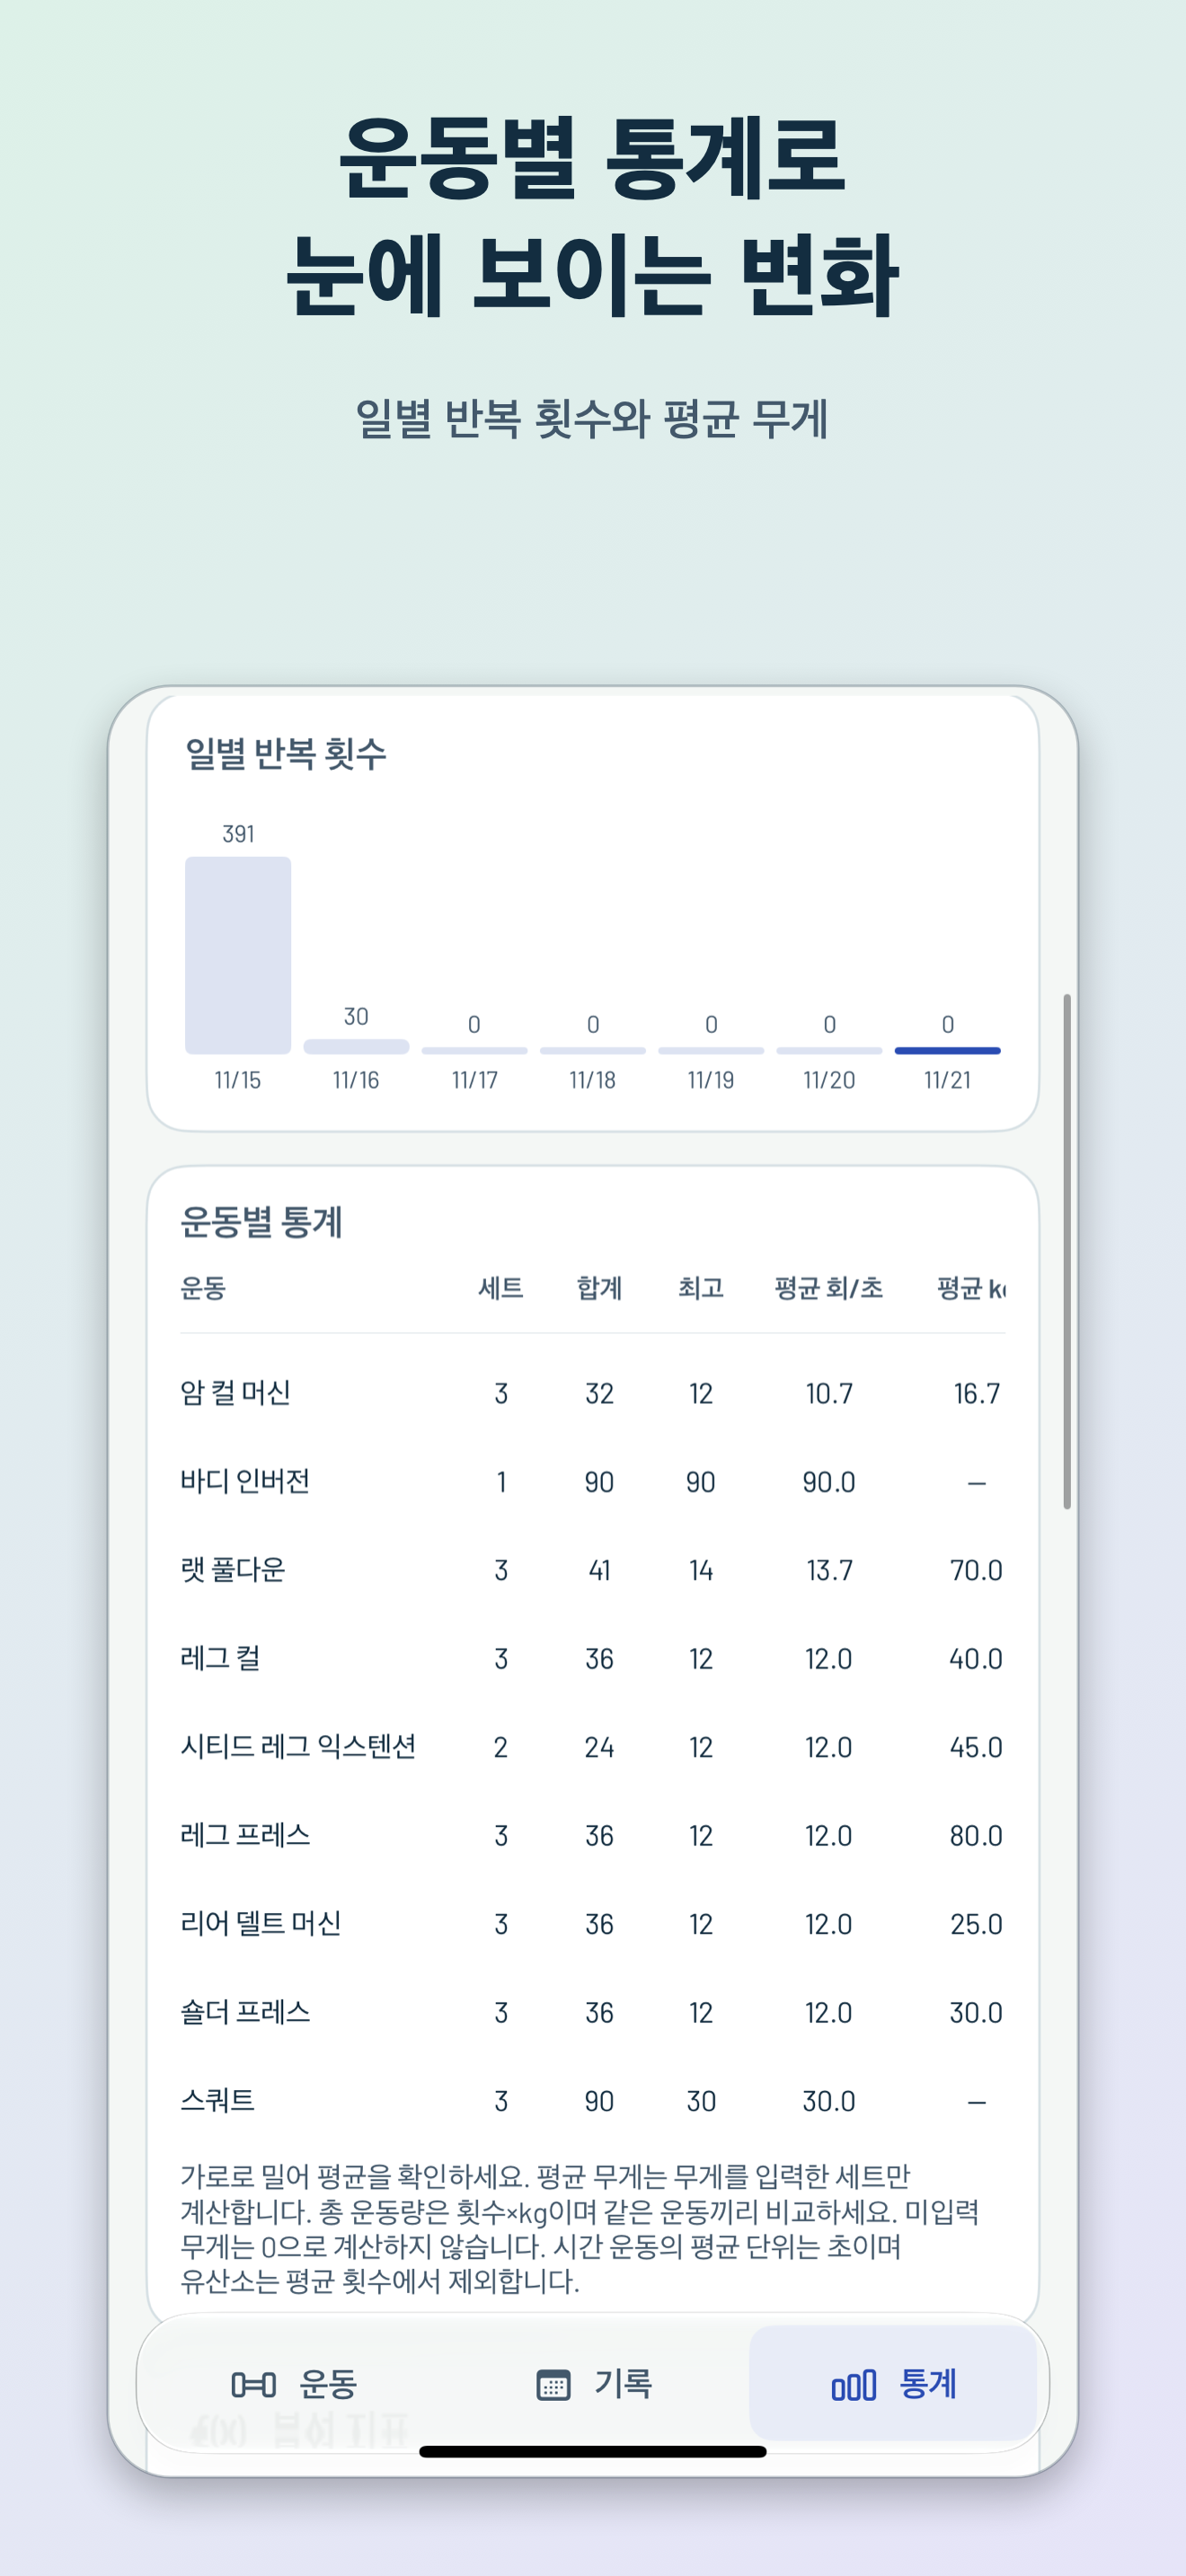 운동별 통계로
눈에 보이는 변화
일별 반복 횟수와 평균 무게
일별 반복 횟수
391
30 0 0 0 0 0
11/15 11/16 11/17 11/18 11/19 11/20 11/21
운동별 통계
운동 세트 합계 최고 평균 회/초 평균
암 컬 머신 3 32 12 10.7 16.7
바디 인버전 1 90 90 90.0 —
랫 풀다운 3 41 14 13.7 70.0
레그 컬 3 36 12 12.0 40.0
시티드 레그 익스텐션 2 24 12 12.0 45.0
레그 프레스 3 36 12 12.0 80.0
리어 델트 머신 3 36 12 12.0 25.0
숄더 프레스 3 36 12 12.0 30.0
스쿼트 3 90 30 30.0 —
가로로 밀어 평균을 확인하세요. 평균 무게는 무게를 입력한 세트만
계산합니다. 총 운동량은 횟수×kg이며 같은 운동끼리 비교하세요. 미입력
무게는 0으로 계산하지 않습니다. 시간 운동의 평균 단위는 초이며
유산소는 평균 횟수에서 제외합니다.
운동 기록 통계